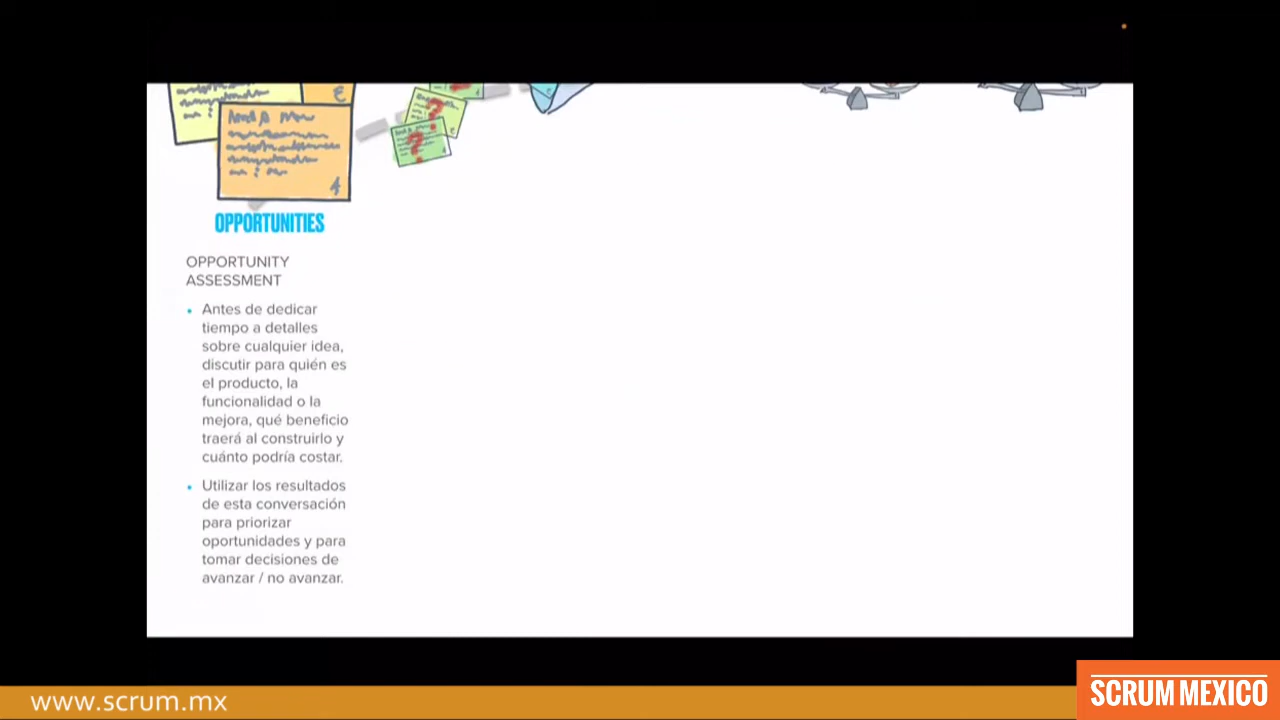 OPPORTUNITIES
OPPORTUNITY
ASSESSMENT
• Antes de dedicar
tiempo a detalles
sobre cualquier idea,
discutir para quién es
el producto, la
funcionalidad o la
mejora, qué beneficio
traerá al construirlo y
cuánto podría costar.
• Utilizar los resultados
de esta conversación
para priorizar
oportunidades y para
tomar decisiones de
avanzar / no avanzar.
www.scrum.mx
SCRUM MEXICO